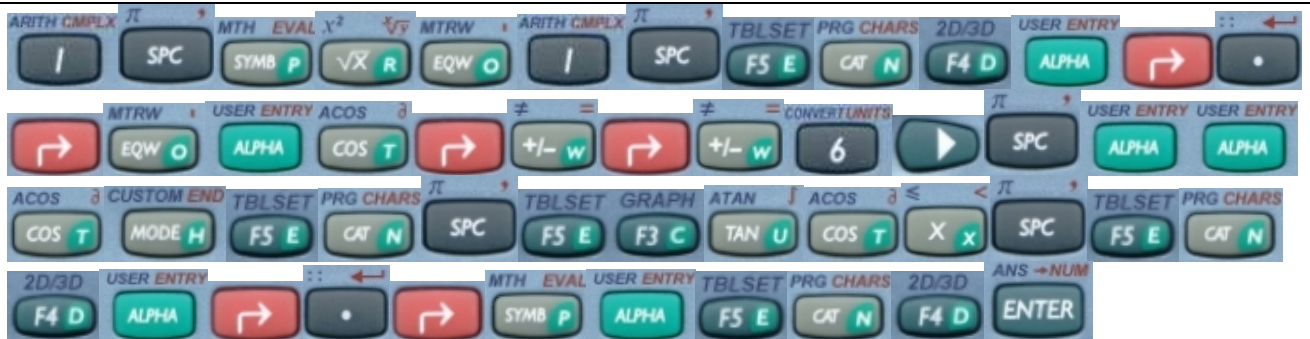 ARITH CMPLX π , MTH EVAL x² ˣ√y MTRW ' ARITH CMPLX π , TBLSET PRG CHARS 2D/3D USER ENTRY :: ↵
1 SPC SYMB P √X R EQW O 1 SPC F5 E CAT N F4 D ALPHA ↱ •
MTRW ' USER ENTRY ACOS ∂ ≠ = ≠ = CONVERT UNITS π , USER ENTRY USER ENTRY
↱ EQW O ALPHA COS T ↱ +/- W ↱ +/- W 6 ▶ SPC ALPHA ALPHA
ACOS ∂ CUSTOM END TBLSET PRG CHARS π , TBLSET GRAPH ATAN ∫ ACOS ∂ ≤ < π , TBLSET PRG CHARS
COS T MODE H F5 E CAT N SPC F5 E F3 C TAN U COS T X X SPC F5 E CAT N
2D/3D USER ENTRY :: ↵ MTH EVAL USER ENTRY TBLSET PRG CHARS 2D/3D ANS →NUM
F4 D ALPHA ↱ • ↱ SYMB P ALPHA F5 E CAT N F4 D ENTER